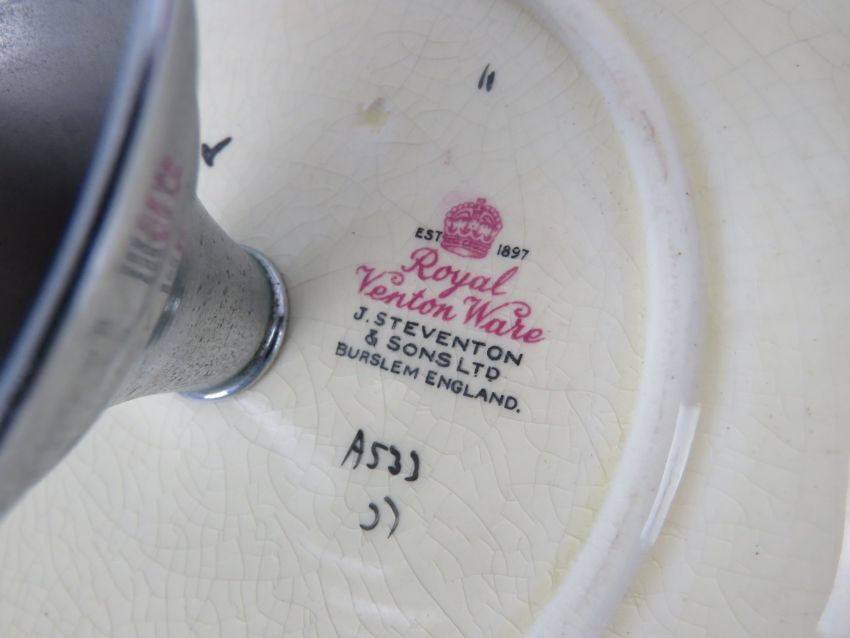 EST 1897
Royal
Venton Ware
J. STEVENTON
& SONS LTD
BURSLEM ENGLAND.
A533